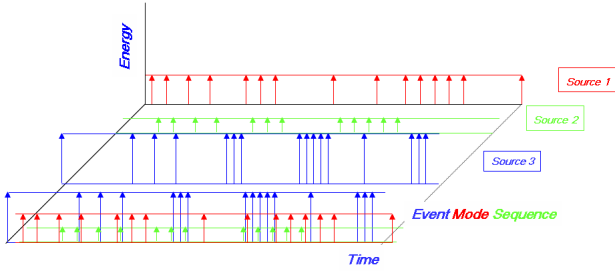 Energy
Source 1
Source 2
Source 3
Event Mode Sequence
Time